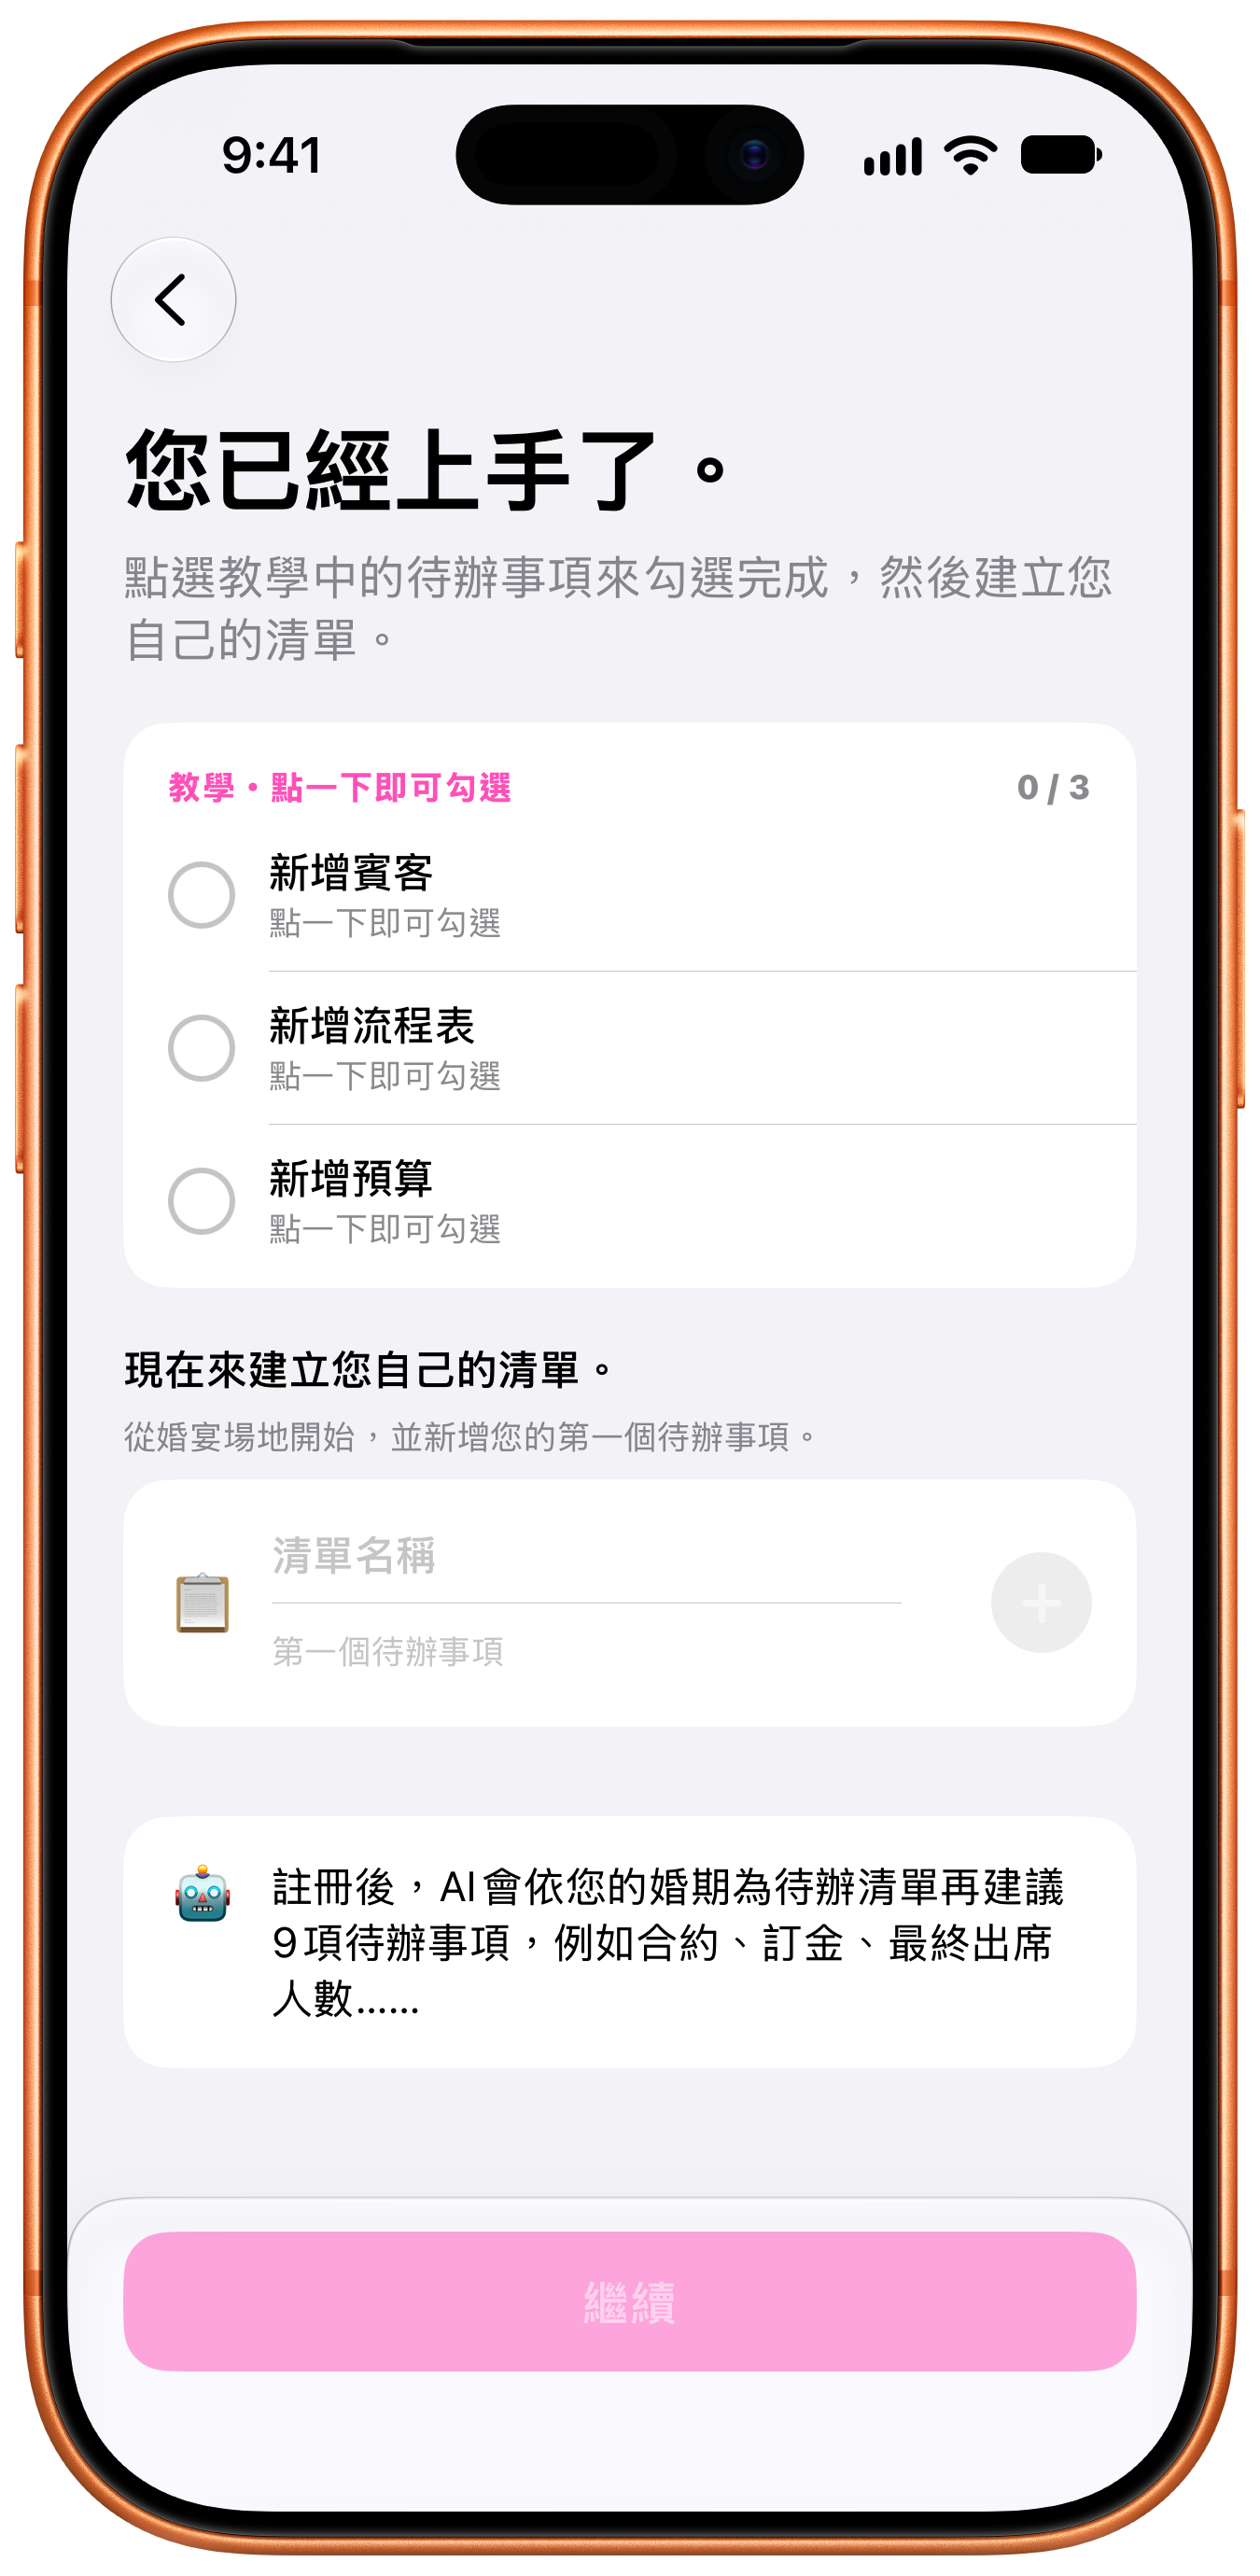 9:41
您已經上手了。
點選教學中的待辦事項來勾選完成，然後建立您
自己的清單。
教學・點一下即可勾選
0 / 3
新增賓客
點一下即可勾選
新增流程表
點一下即可勾選
新增預算
點一下即可勾選
現在來建立您自己的清單。
從婚宴場地開始，並新增您的第一個待辦事項。
清單名稱
第一個待辦事項
註冊後，AI會依您的婚期為待辦清單再建議
9項待辦事項，例如合約、訂金、最終出席
人數……
繼續